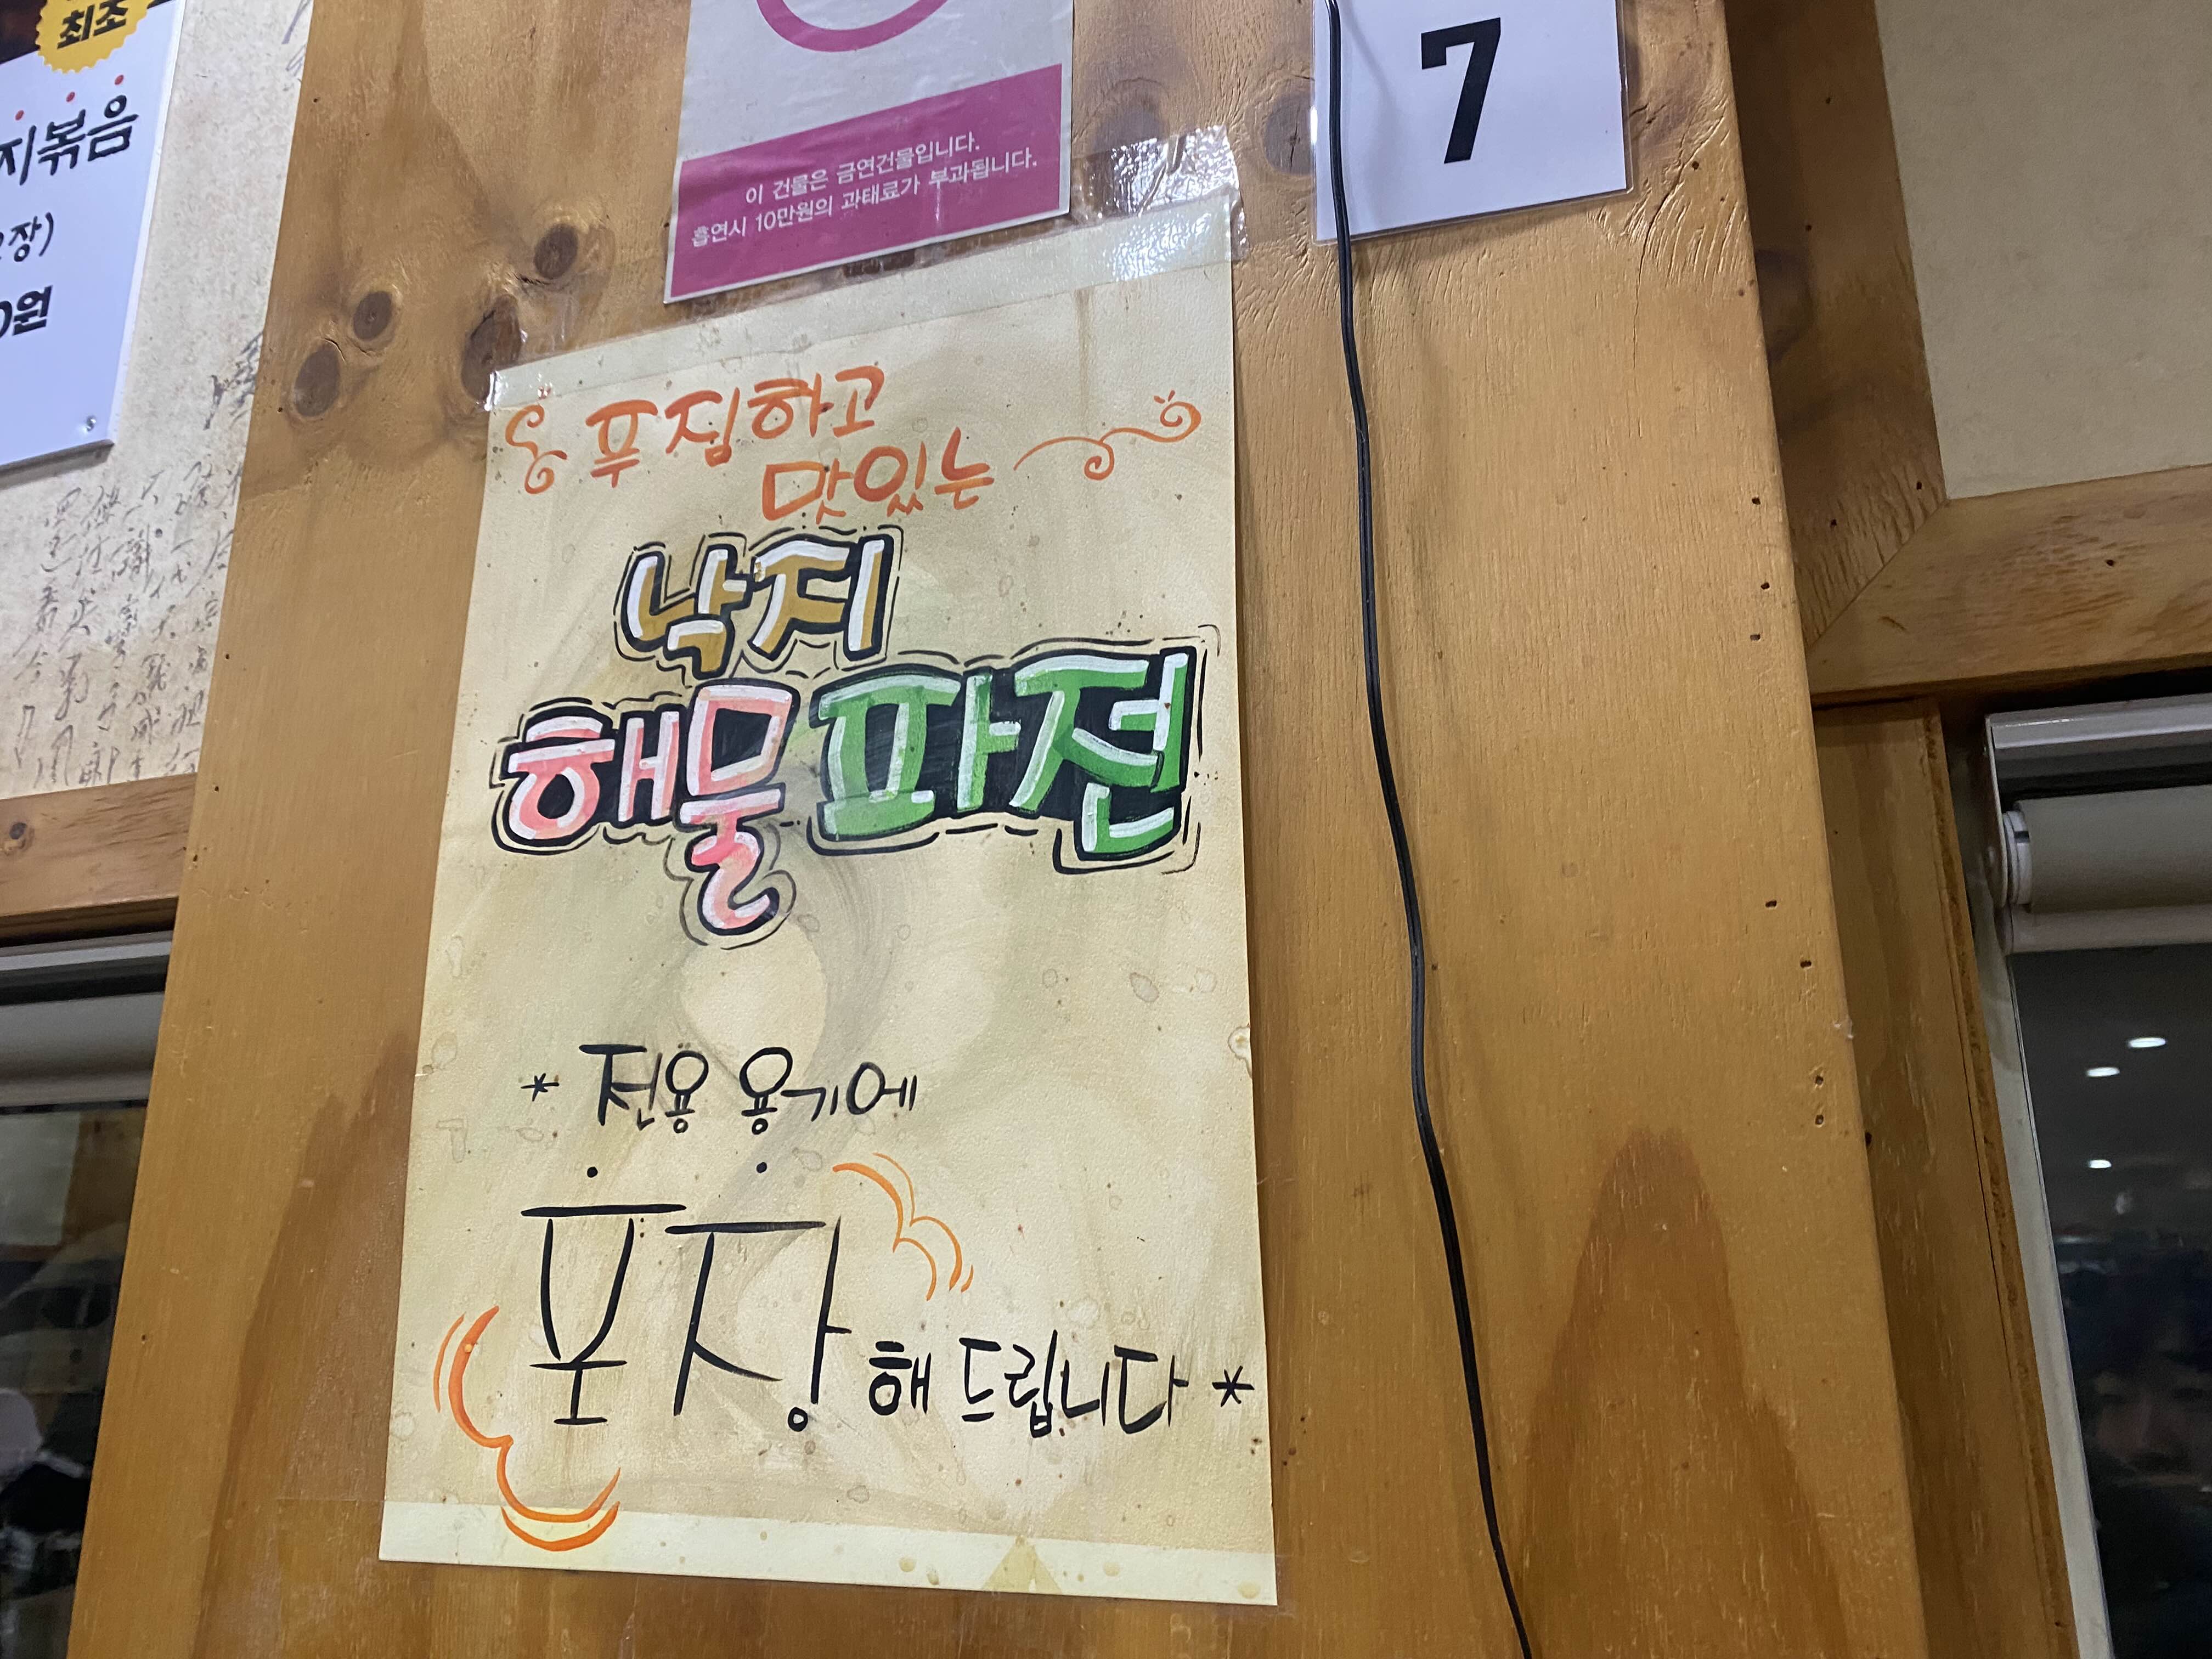 최초
지볶음
장)
0원
이 건물은 금연건물입니다.
흡연시 10만원의 과태료가 부과됩니다.
7
푸짐하고
맛있는
낙지
해물파전
* 전용 용기에
포장해 드립니다 *